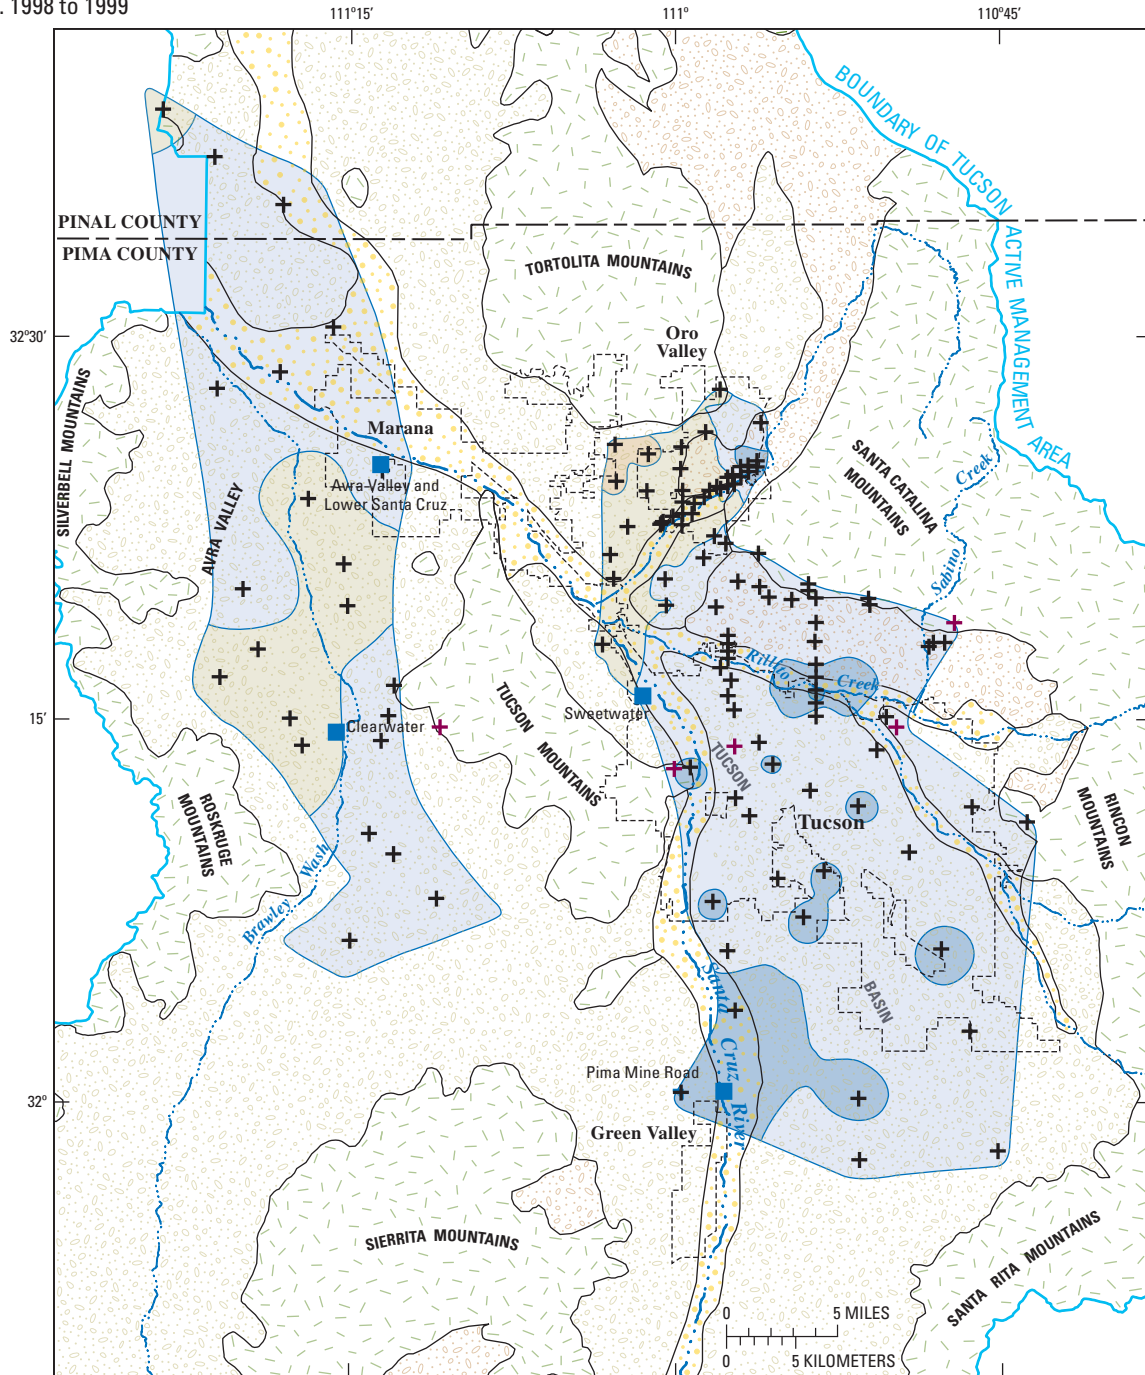 . 1998 to 1999
111°15′
111°
110°45′
BOUNDARY OF TUCSON
ACTIVE MANAGEMENT
AREA
PINAL COUNTY
PIMA COUNTY
TORTOLITA MOUNTAINS
32°30′
Oro
Valley
SILVERBELL MOUNTAINS
Marana
SANTA CATALINA
MOUNTAINS
Creek
Avra Valley and
Lower Santa Cruz
AVRA VALLEY
Sabino
Rillito
Creek
TUCSON MOUNTAINS
Sweetwater
15′
Clearwater
TUCSON
ROSKRUGE
MOUNTAINS
Tucson
RINCON
MOUNTAINS
Wash
Brawley
Santa
BASIN
Cruz
Pima Mine Road
32°
River
Green Valley
SIERRITA MOUNTAINS
SANTA RITA MOUNTAINS
0 5 MILES
0 5 KILOMETERS